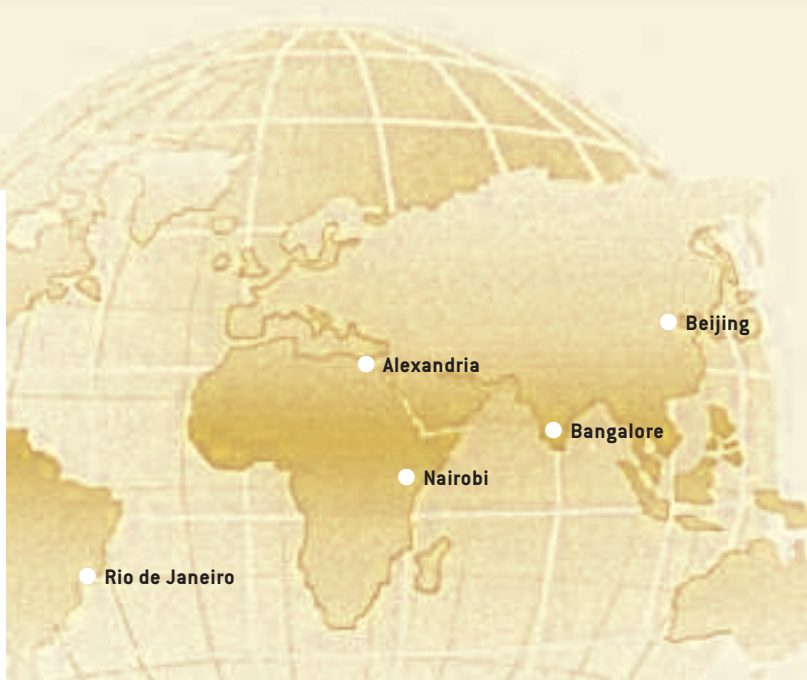 Beijing
Alexandria
Bangalore
Nairobi
Rio de Janeiro